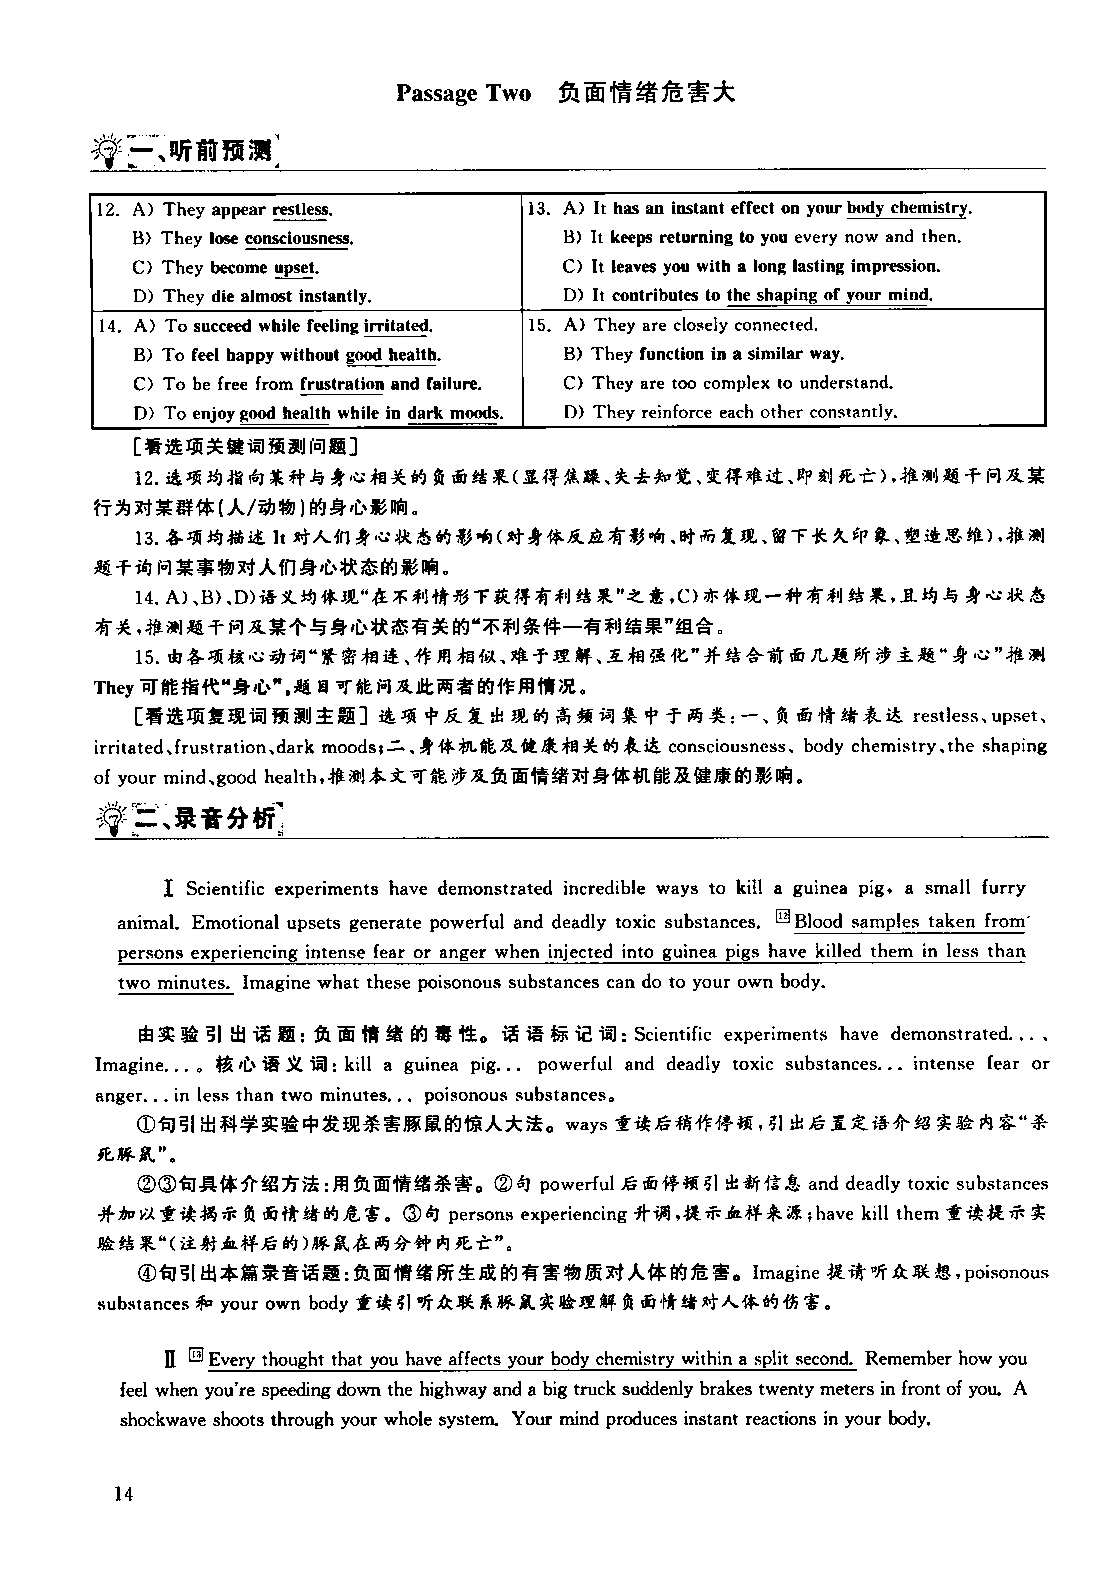 Passage Two 负面情绪危害大
一、听前预测
12. A) They appear restless.
B) They lose consciousness.
C) They become upset.
D) They die almost instantly.
13. A) It has an instant effect on your body chemistry.
B) It keeps returning to you every now and then.
C) It leaves you with a long lasting impression.
D) It contributes to the shaping of your mind.
14. A) To succeed while feeling irritated.
B) To feel happy without good health.
C) To be free from frustration and failure.
D) To enjoy good health while in dark moods.
15. A) They are closely connected.
B) They function in a similar way.
C) They are too complex to understand.
D) They reinforce each other constantly.
[看选项关键词预测问题]
12. 选项均指向某种与身心相关的负面结果(显得焦躁、失去知觉、变得难过、即刻死亡),推测题干问及某
行为对某群体(人/动物)的身心影响。
13. 各项均描述 It 对人们身心状态的影响(对身体反应有影响、时而复现、留下长久印象、塑造思维),推测
题干询问某事物对人们身心状态的影响。
14. A)、B)、D)语义均体现“在不利情形下获得有利结果”之意,C)亦体现一种有利结果,且均与身心状态
有关,推测题干问及某个与身心状态有关的“不利条件—有利结果”组合。
15. 由各项核心动词“紧密相连、作用相似、难于理解、互相强化”并结合前面几题所涉主题“身心”推测
They 可能指代“身心”,题目可能问及此两者的作用情况。
[看选项复现词预测主题] 选项中反复出现的高频词集中于两类:一、负面情绪表达 restless、upset、
irritated、frustration、dark moods;二、身体机能及健康相关的表达 consciousness、body chemistry、the shaping
of your mind、good health,推测本文可能涉及负面情绪对身体机能及健康的影响。
二、录音分析
Ⅰ Scientific experiments have demonstrated incredible ways to kill a guinea pig, a small furry
animal. Emotional upsets generate powerful and deadly toxic substances. [12] Blood samples taken from
persons experiencing intense fear or anger when injected into guinea pigs have killed them in less than
two minutes. Imagine what these poisonous substances can do to your own body.
由实验引出话题:负面情绪的毒性。话语标记词:Scientific experiments have demonstrated...、
Imagine...。核心语义词:kill a guinea pig... powerful and deadly toxic substances... intense fear or
anger... in less than two minutes... poisonous substances。
①句引出科学实验中发现杀害豚鼠的惊人大法。ways 重读后稍作停顿,引出后置定语介绍实验内容“杀
死豚鼠”。
②③句具体介绍方法:用负面情绪杀害。②句 powerful 后面停顿引出新信息 and deadly toxic substances
并加以重读揭示负面情绪的危害。③句 persons experiencing 升调,提示血样来源;have kill them 重读提示实
验结果“(注射血样后的)豚鼠在两分钟内死亡”。
④句引出本篇录音话题:负面情绪所生成的有害物质对人体的危害。Imagine 提请听众联想,poisonous
substances 和 your own body 重读引听众联系豚鼠实验理解负面情绪对人体的伤害。
Ⅱ [13] Every thought that you have affects your body chemistry within a split second. Remember how you
feel when you're speeding down the highway and a big truck suddenly brakes twenty meters in front of you. A
shockwave shoots through your whole system. Your mind produces instant reactions in your body.
14